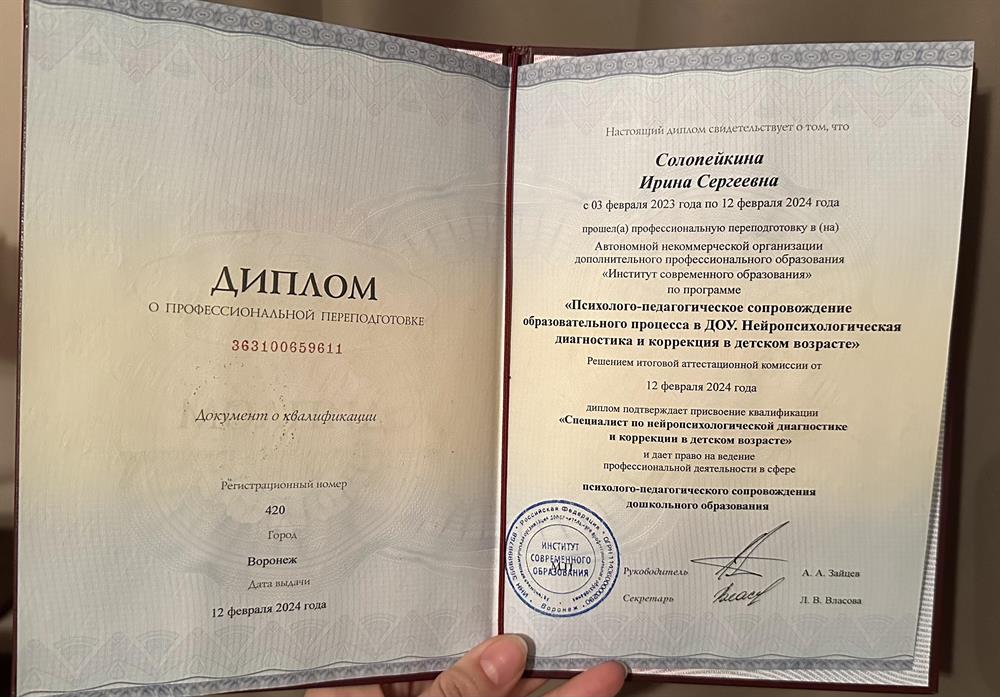 ДИПЛОМ
О ПРОФЕССИОНАЛЬНОЙ ПЕРЕПОДГОТОВКЕ
363100659611
Документ о квалификации
Регистрационный номер
420
Город
Воронеж
Дата выдачи
12 февраля 2024 года
Настоящий диплом свидетельствует о том, что
Солопейкина
Ирина Сергеевна
с 03 февраля 2023 года по 12 февраля 2024 года
прошел(а) профессиональную переподготовку в (на)
Автономной некоммерческой организации
дополнительного профессионального образования
«Институт современного образования»
по программе
«Психолого-педагогическое сопровождение
образовательного процесса в ДОУ. Нейропсихологическая
диагностика и коррекция в детском возрасте»
Решением итоговой аттестационной комиссии от
12 февраля 2024 года
диплом подтверждает присвоение квалификации
«Специалист по нейропсихологической диагностике
и коррекции в детском возрасте»
и дает право на ведение
профессиональной деятельности в сфере
психолого-педагогического сопровождения
дошкольного образования
Российская Федерация
ИНСТИТУТ
СОВРЕМЕННОГО
ОБРАЗОВАНИЯ
МП
Воронеж
Руководитель
А. А. Зайцев
Секретарь
Л. В. Власова